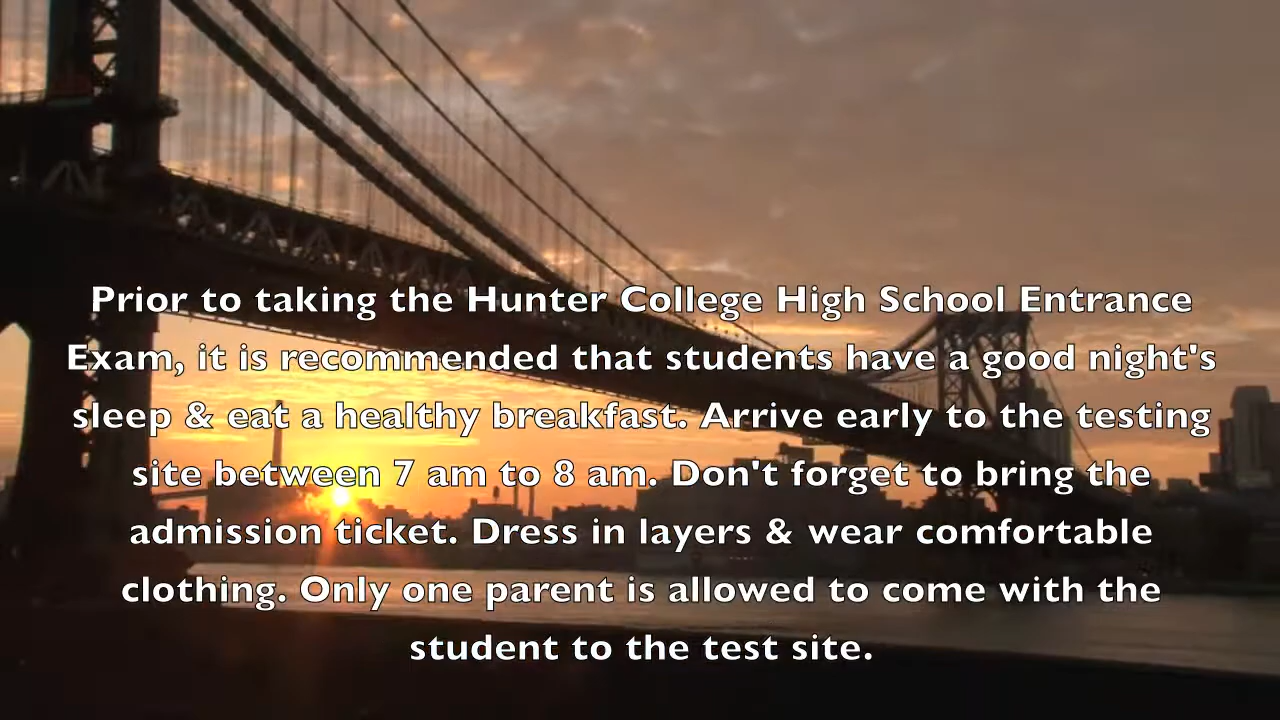 Prior to taking the Hunter College High School Entrance
Exam, it is recommended that students have a good night's
sleep & eat a healthy breakfast. Arrive early to the testing
site between 7 am to 8 am. Don't forget to bring the
admission ticket. Dress in layers & wear comfortable
clothing. Only one parent is allowed to come with the
student to the test site.